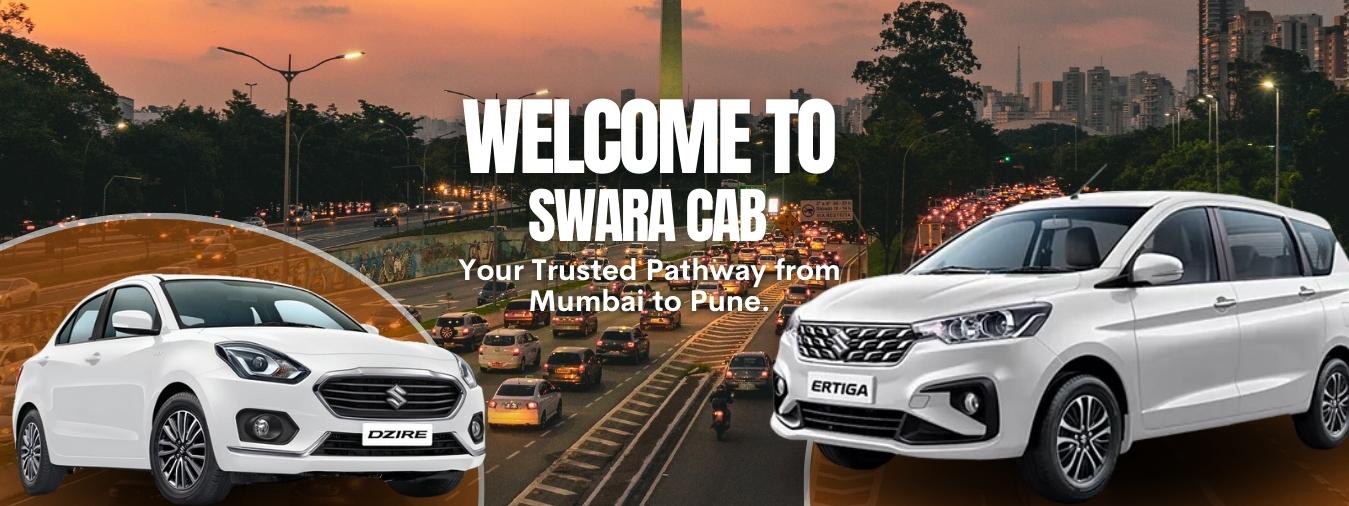 WELCOME TO
SWARA CAB
Your Trusted Pathway from
Mumbai to Pune.
DZIRE
ERTIGA